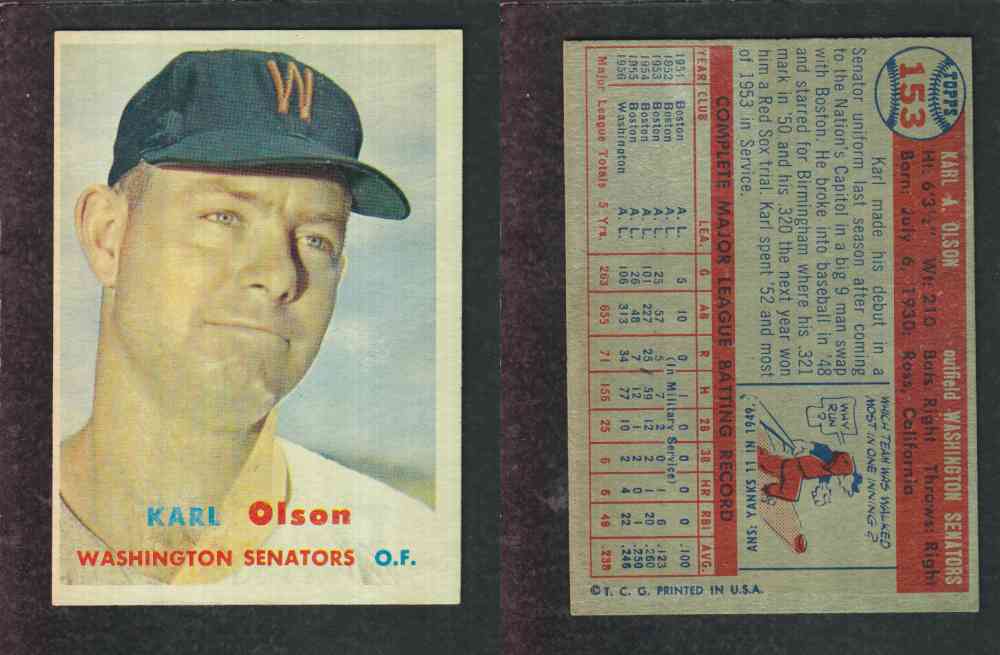 W
KARL Olson
WASHINGTON SENATORS O.F.
TOPPS
153
KARL A. OLSON outfield WASHINGTON SENATORS
Ht: 6'3½" Wt: 210 Bats: Right Throws: Right
Born: July 6, 1930: Ross, California
Karl made his debut in a
Senator uniform last season after coming
to the Nation's Capitol in a big 9 man swap
with Boston. He broke into baseball in '48
and starred for Birmingham where his .321
mark in '50 and his .320 the next year won
him a Red Sox trial. Karl spent '52 and most
of 1953 in Service.
WHICH TEAM WAS WALKED
MOST IN ONE INNING?
WHY
RUN?
ANS: YANKS 11 IN 1949.
COMPLETE MAJOR LEAGUE BATTING RECORD
YEAR CLUB LEA. G AB R H 2B 3B HR RBI AVG.
1951 Boston A. L. 5 10 0 1 0 0 0 0 .100
1952 Boston A. L. (In Military Service)
1953 Boston A. L. 25 57 5 7 2 0 1 6 .123
1954 Boston A. L. 101 227 25 59 12 2 1 20 .260
1955 Boston A. L. 26 48 7 12 1 2 0 1 .250
1956 Washington A. L. 106 313 34 77 10 2 4 22 .246
Major League Totals 5 Yrs. 263 655 71 156 25 6 6 49 .238
© T. C. G. PRINTED IN U.S.A.